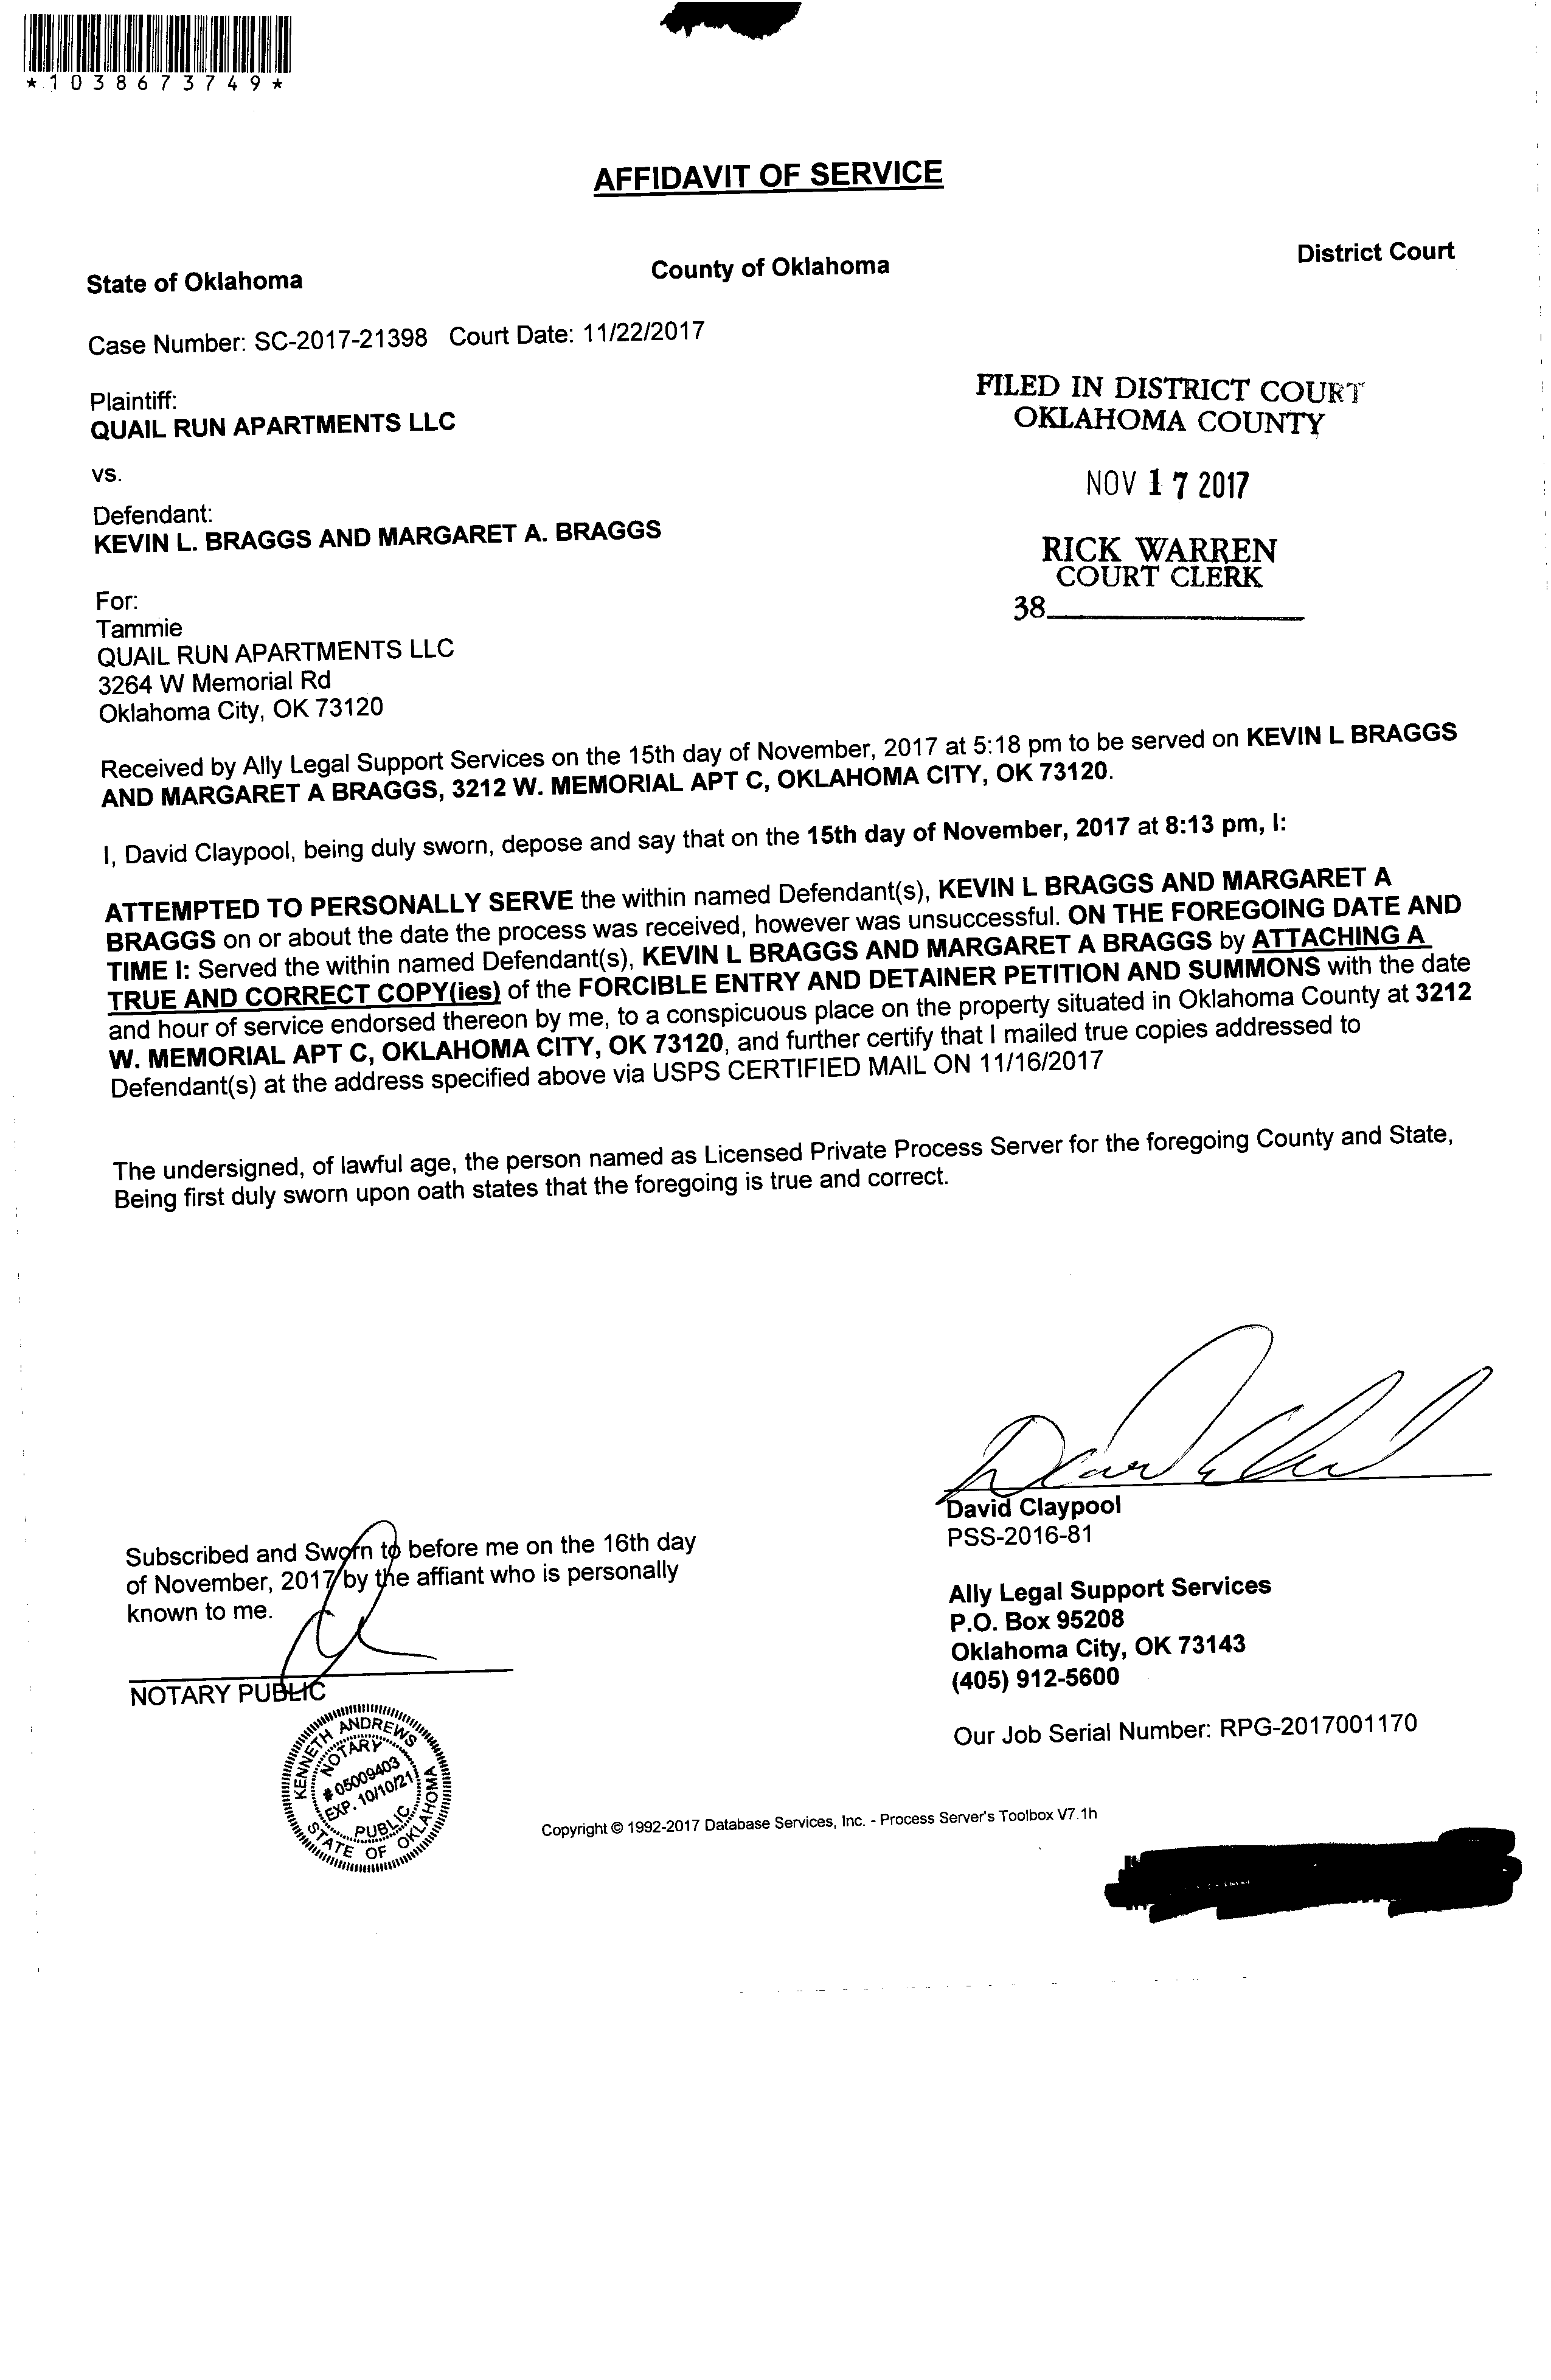 *1038673749*
AFFIDAVIT OF SERVICE
State of Oklahoma County of Oklahoma District Court
Case Number: SC-2017-21398 Court Date: 11/22/2017
Plaintiff:
QUAIL RUN APARTMENTS LLC
vs.
Defendant:
KEVIN L. BRAGGS AND MARGARET A. BRAGGS
FILED IN DISTRICT COURT
OKLAHOMA COUNTY
NOV 17 2017
RICK WARREN
COURT CLERK
38
For:
Tammie
QUAIL RUN APARTMENTS LLC
3264 W Memorial Rd
Oklahoma City, OK 73120
Received by Ally Legal Support Services on the 15th day of November, 2017 at 5:18 pm to be served on KEVIN L BRAGGS
AND MARGARET A BRAGGS, 3212 W. MEMORIAL APT C, OKLAHOMA CITY, OK 73120.
I, David Claypool, being duly sworn, depose and say that on the 15th day of November, 2017 at 8:13 pm, I:
ATTEMPTED TO PERSONALLY SERVE the within named Defendant(s), KEVIN L BRAGGS AND MARGARET A
BRAGGS on or about the date the process was received, however was unsuccessful. ON THE FOREGOING DATE AND
TIME I: Served the within named Defendant(s), KEVIN L BRAGGS AND MARGARET A BRAGGS by ATTACHING A
TRUE AND CORRECT COPY(ies) of the FORCIBLE ENTRY AND DETAINER PETITION AND SUMMONS with the date
and hour of service endorsed thereon by me, to a conspicuous place on the property situated in Oklahoma County at 3212
W. MEMORIAL APT C, OKLAHOMA CITY, OK 73120, and further certify that I mailed true copies addressed to
Defendant(s) at the address specified above via USPS CERTIFIED MAIL ON 11/16/2017
The undersigned, of lawful age, the person named as Licensed Private Process Server for the foregoing County and State,
Being first duly sworn upon oath states that the foregoing is true and correct.
Subscribed and Sworn to before me on the 16th day
of November, 2017 by the affiant who is personally
known to me.
NOTARY PUBLIC
KENNETH ANDREWS
NOTARY
# 05009403
EXP. 10/10/21
PUBLIC
STATE OF OKLAHOMA
David Claypool
PSS-2016-81
Ally Legal Support Services
P.O. Box 95208
Oklahoma City, OK 73143
(405) 912-5600
Our Job Serial Number: RPG-2017001170
Copyright © 1992-2017 Database Services, Inc. - Process Server's Toolbox V7.1h